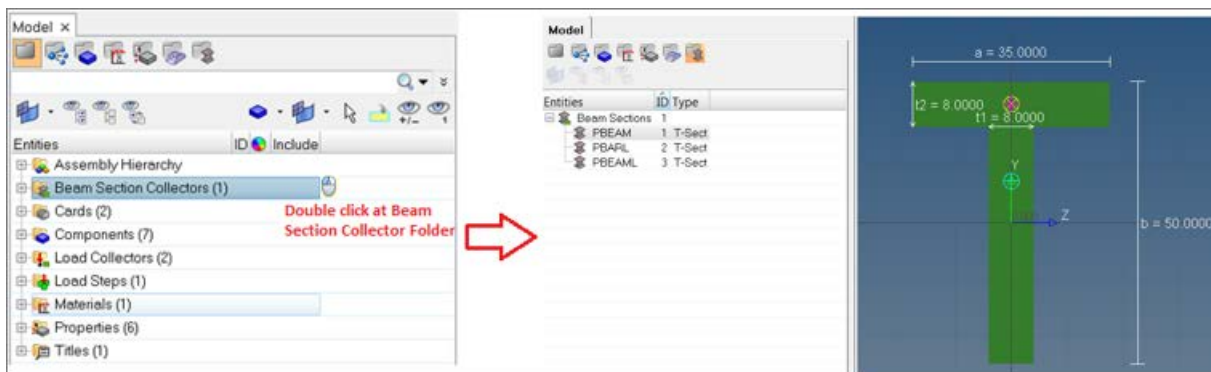 Model ×
Entities ID Include
Assembly Hierarchy
Beam Section Collectors (1)
Cards (2)
Components (7)
Load Collectors (2)
Load Steps (1)
Materials (1)
Properties (6)
Titles (1)
Double click at Beam
Section Collector Folder
Model
Entities ID Type
Beam Sections 1
PBEAM 1 T-Sect
PBARL 2 T-Sect
PBEAML 3 T-Sect
a = 35.0000
t2 = 8.0000
t1 = 8.0000
Y
Z
b = 50.0000